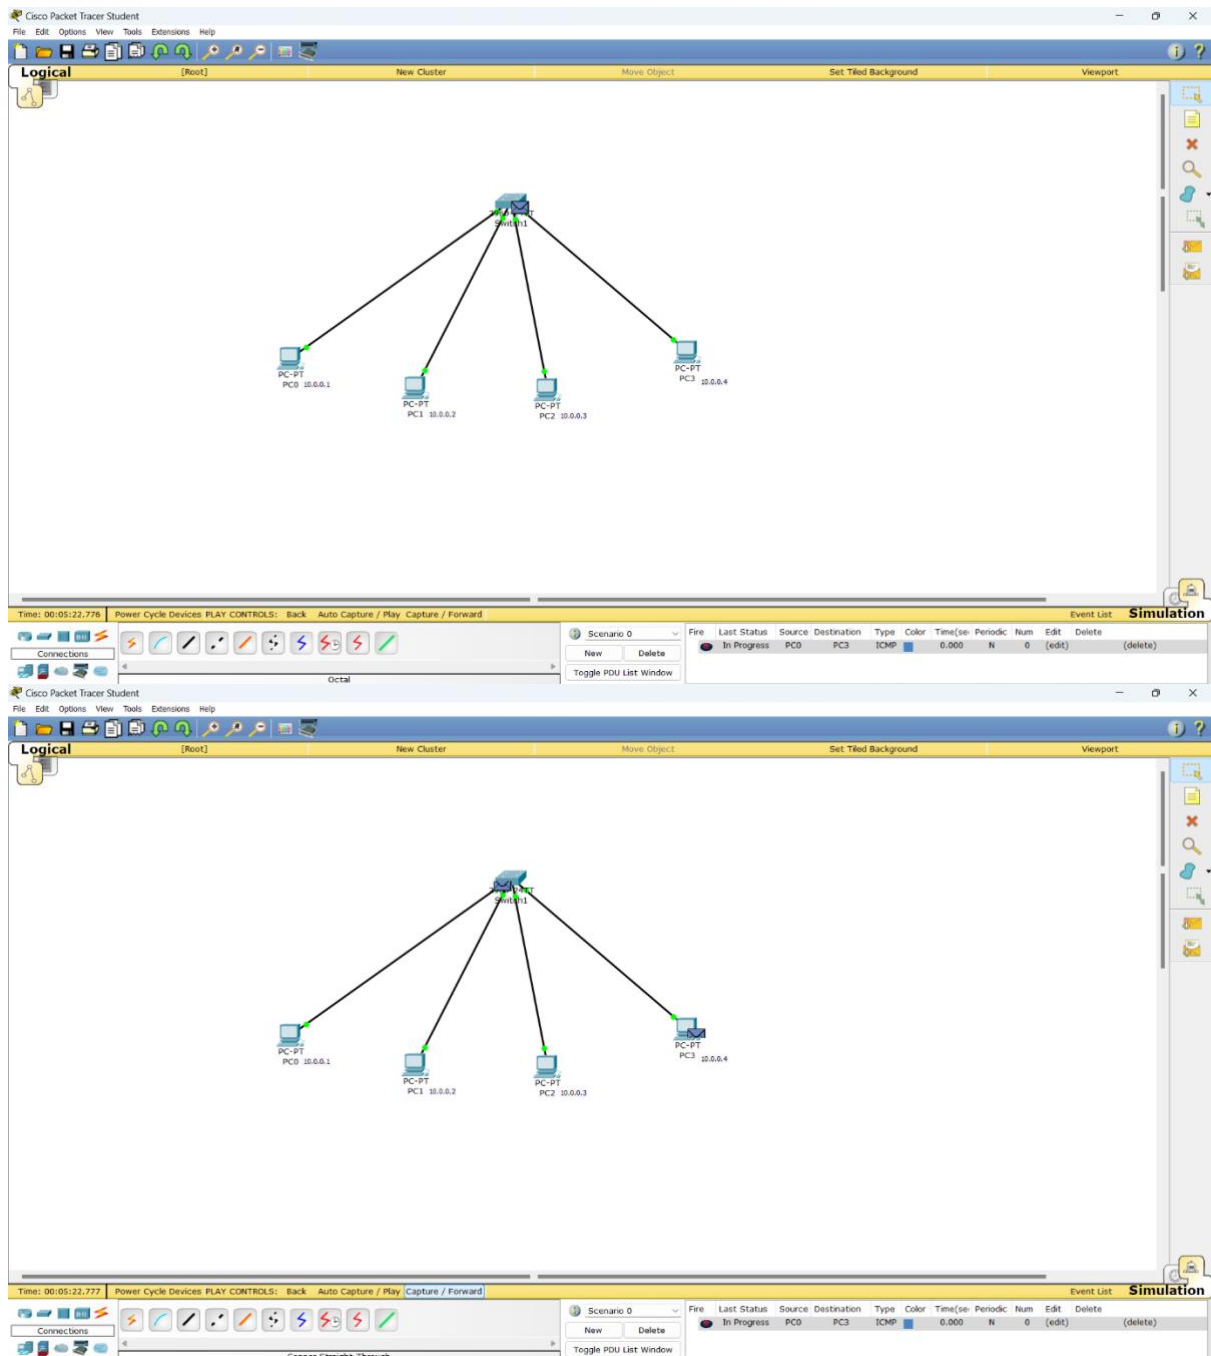 Cisco Packet Tracer Student
File Edit Options View Tools Extensions Help
Logical [Root] New Cluster Move Object Set Tiled Background Viewport
Switch1
PC-PT
PC0 10.0.0.1
PC-PT
PC1 10.0.0.2
PC-PT
PC2 10.0.0.3
PC-PT
PC3 10.0.0.4
Time: 00:05:22.776 Power Cycle Devices PLAY CONTROLS: Back Auto Capture / Play Capture / Forward Event List Simulation
Connections
Octal
Scenario 0
New Delete
Toggle PDU List Window
Fire Last Status Source Destination Type Color Time(se Periodic Num Edit Delete
In Progress PC0 PC3 ICMP 0.000 N 0 (edit) (delete)
Cisco Packet Tracer Student
File Edit Options View Tools Extensions Help
Logical [Root] New Cluster Move Object Set Tiled Background Viewport
Switch1
PC-PT
PC0 10.0.0.1
PC-PT
PC1 10.0.0.2
PC-PT
PC2 10.0.0.3
PC-PT
PC3 10.0.0.4
Time: 00:05:22.777 Power Cycle Devices PLAY CONTROLS: Back Auto Capture / Play Capture / Forward Event List Simulation
Connections
Scenario 0
New Delete
Toggle PDU List Window
Fire Last Status Source Destination Type Color Time(se Periodic Num Edit Delete
In Progress PC0 PC3 ICMP 0.000 N 0 (edit) (delete)